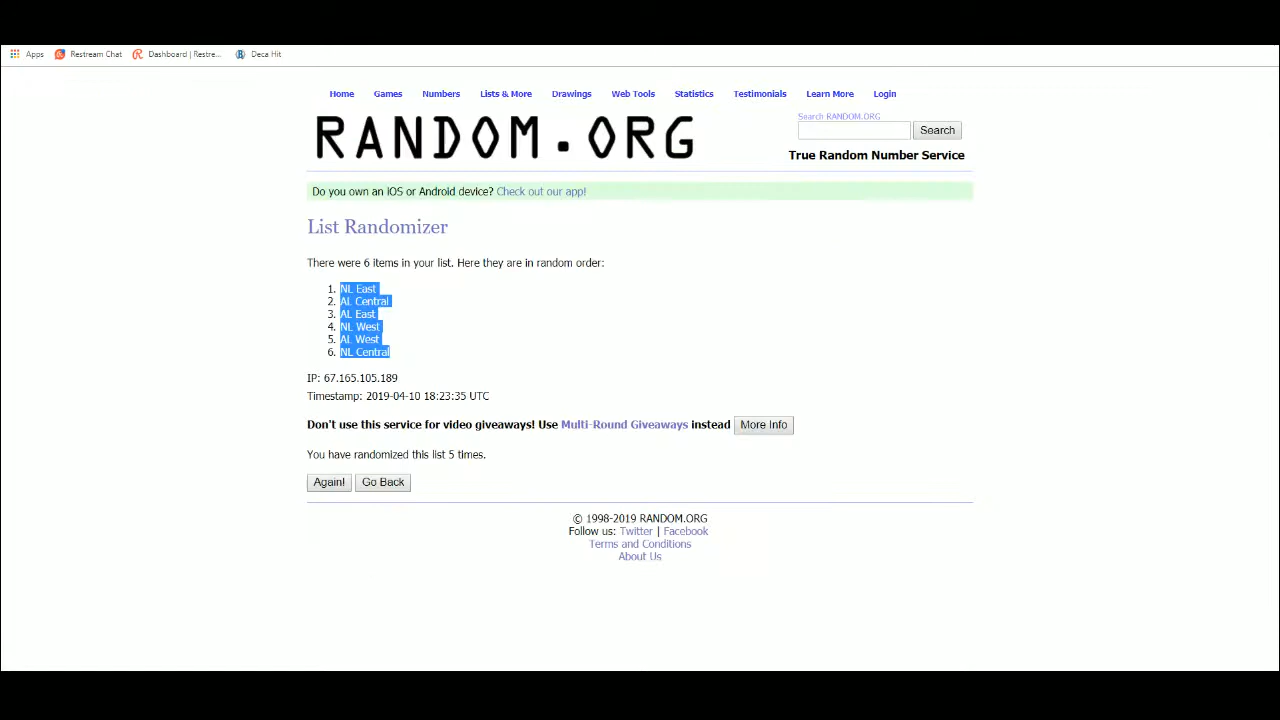 Apps Restream Chat Dashboard | Restre... Deca Hit
Home Games Numbers Lists & More Drawings Web Tools Statistics Testimonials Learn More Login
RANDOM.ORG
Search RANDOM.ORG
Search
True Random Number Service
Do you own an iOS or Android device? Check out our app!
List Randomizer
There were 6 items in your list. Here they are in random order:
1. NL East
2. AL Central
3. AL East
4. NL West
5. AL West
6. NL Central
IP: 67.165.105.189
Timestamp: 2019-04-10 18:23:35 UTC
Don't use this service for video giveaways! Use Multi-Round Giveaways instead More Info
You have randomized this list 5 times.
Again! Go Back
© 1998-2019 RANDOM.ORG
Follow us: Twitter | Facebook
Terms and Conditions
About Us